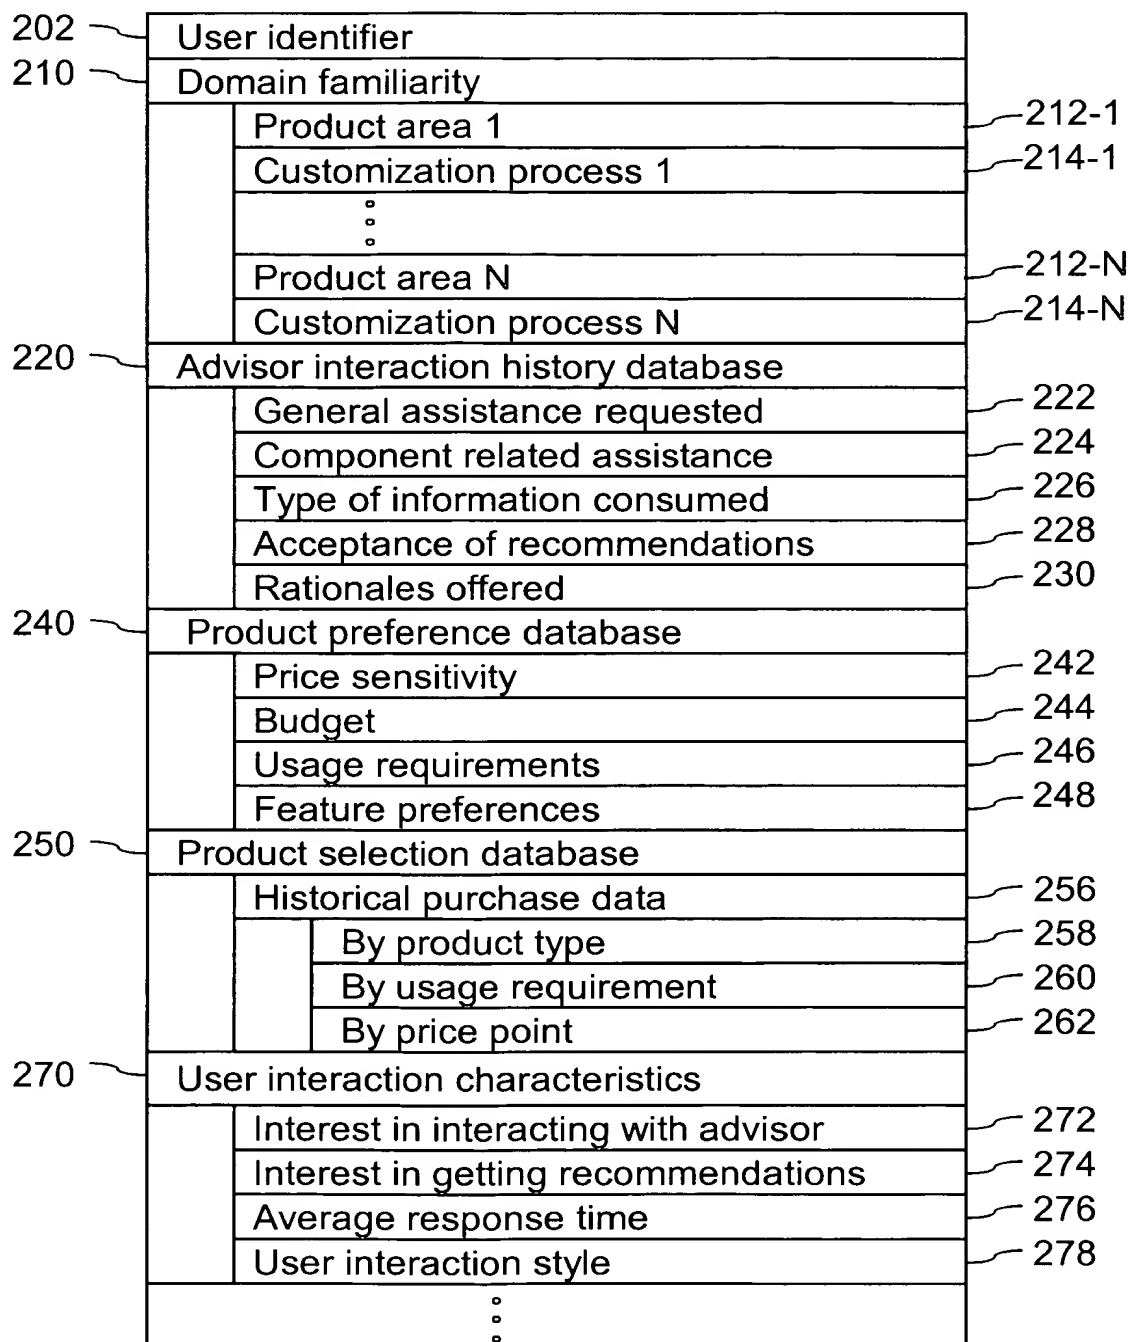 202 User identifier
210 Domain familiarity
Product area 1 212-1
Customization process 1 214-1
Product area N 212-N
Customization process N 214-N
220 Advisor interaction history database
General assistance requested 222
Component related assistance 224
Type of information consumed 226
Acceptance of recommendations 228
Rationales offered 230
240 Product preference database
Price sensitivity 242
Budget 244
Usage requirements 246
Feature preferences 248
250 Product selection database
Historical purchase data 256
By product type 258
By usage requirement 260
By price point 262
270 User interaction characteristics
Interest in interacting with advisor 272
Interest in getting recommendations 274
Average response time 276
User interaction style 278